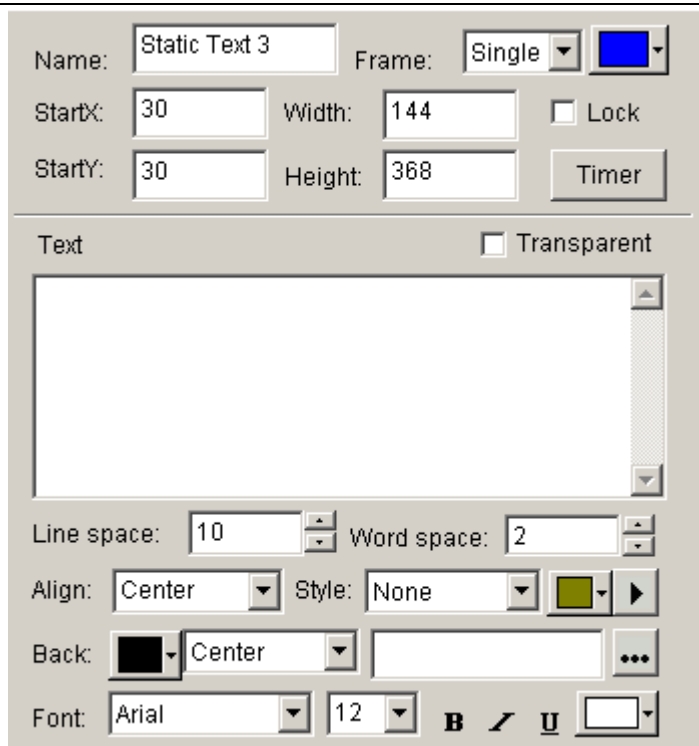 Name: Static Text 3 Frame: Single
StartX: 30 Width: 144 Lock
StartY: 30 Height: 368 Timer
Text Transparent
Line space: 10 Word space: 2
Align: Center Style: None
Back: Center
Font: Arial 12 B I U